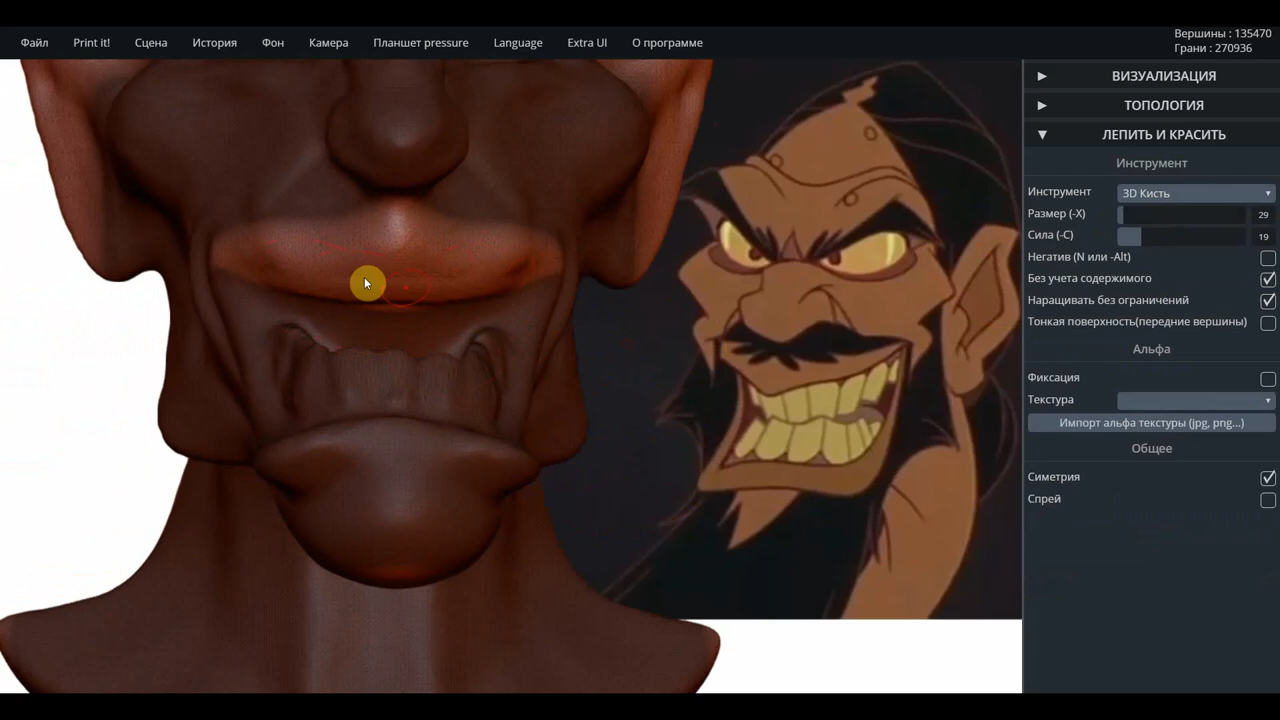 Файл Print it! Сцена История Фон Камера Планшет pressure Language Extra UI О программе
Вершины : 135470
Грани : 270936
ВИЗУАЛИЗАЦИЯ
ТОПОЛОГИЯ
ЛЕПИТЬ И КРАСИТЬ
Инструмент
Инструмент 3D Кисть
Размер (-X) 29
Сила (-C) 19
Негатив (N или -Alt)
Без учета содержимого
Наращивать без ограничений
Тонкая поверхность(передние вершины)
Альфа
Фиксация
Текстура
Импорт альфа текстуры (jpg, png...)
Общее
Симетрия
Спрей